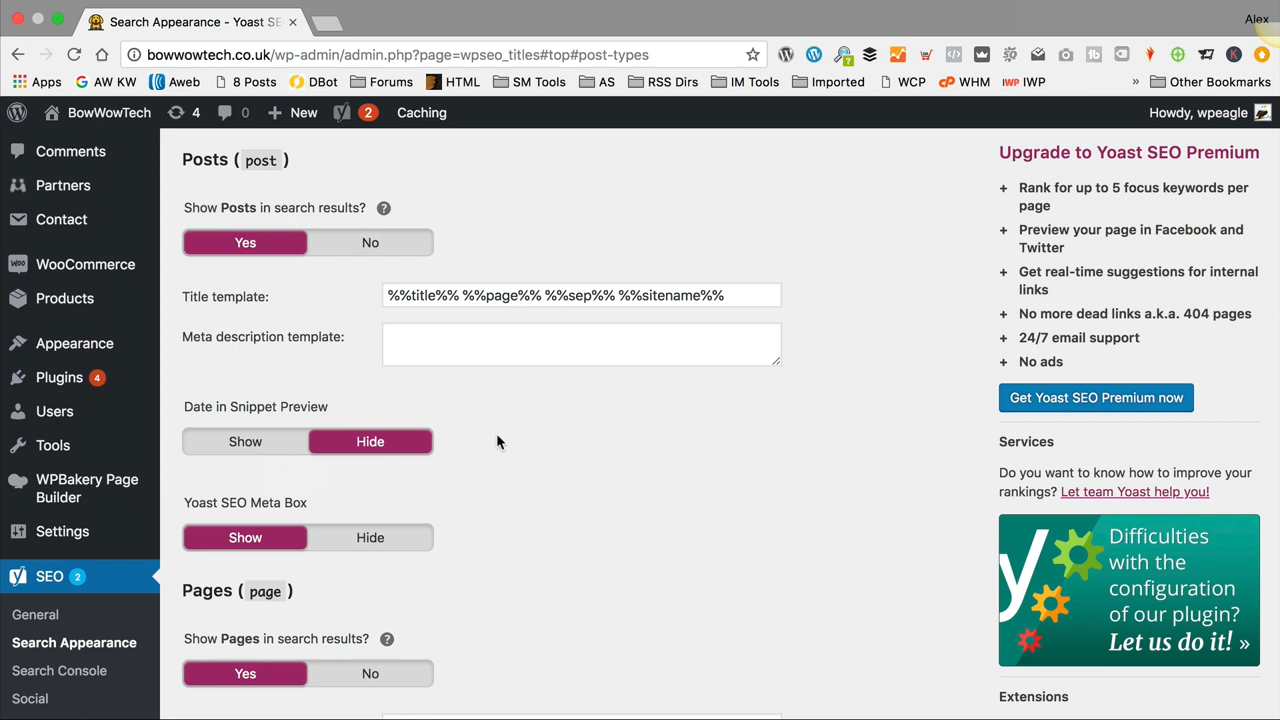 Alex
Search Appearance - Yoast SE
bowwowtech.co.uk/wp-admin/admin.php?page=wpseo_titles#top#post-types
Apps AW KW Aweb 8 Posts DBot Forums HTML SM Tools AS RSS Dirs IM Tools Imported WCP WHM IWP » Other Bookmarks
BowWowTech 4 0 New 2 Caching Howdy, wpeagle
Comments
Partners
Contact
WooCommerce
Products
Appearance
Plugins 4
Users
Tools
WPBakery Page
Builder
Settings
SEO 2
General
Search Appearance
Search Console
Social
Posts ( post )
Show Posts in search results? ?
Yes No
Title template: %%title%% %%page%% %%sep%% %%sitename%%
Meta description template:
Date in Snippet Preview
Show Hide
Yoast SEO Meta Box
Show Hide
Pages ( page )
Show Pages in search results? ?
Yes No
Upgrade to Yoast SEO Premium
+ Rank for up to 5 focus keywords per
page
+ Preview your page in Facebook and
Twitter
+ Get real-time suggestions for internal
links
+ No more dead links a.k.a. 404 pages
+ 24/7 email support
+ No ads
Get Yoast SEO Premium now
Services
Do you want to know how to improve your
rankings? Let team Yoast help you!
Difficulties
with the
configuration
of our plugin?
Let us do it! »
Extensions